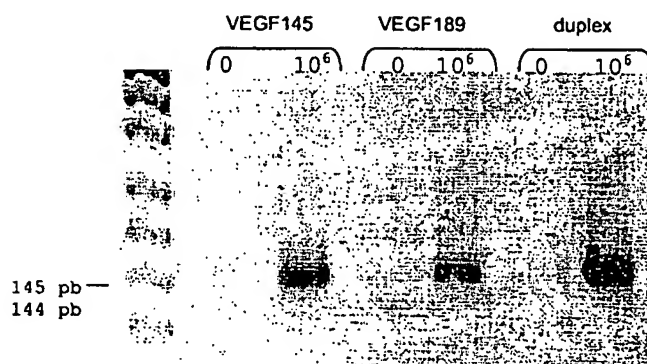 VEGF145 VEGF189 duplex
0 10⁶ 0 10⁶ 0 10⁶
145 pb
144 pb